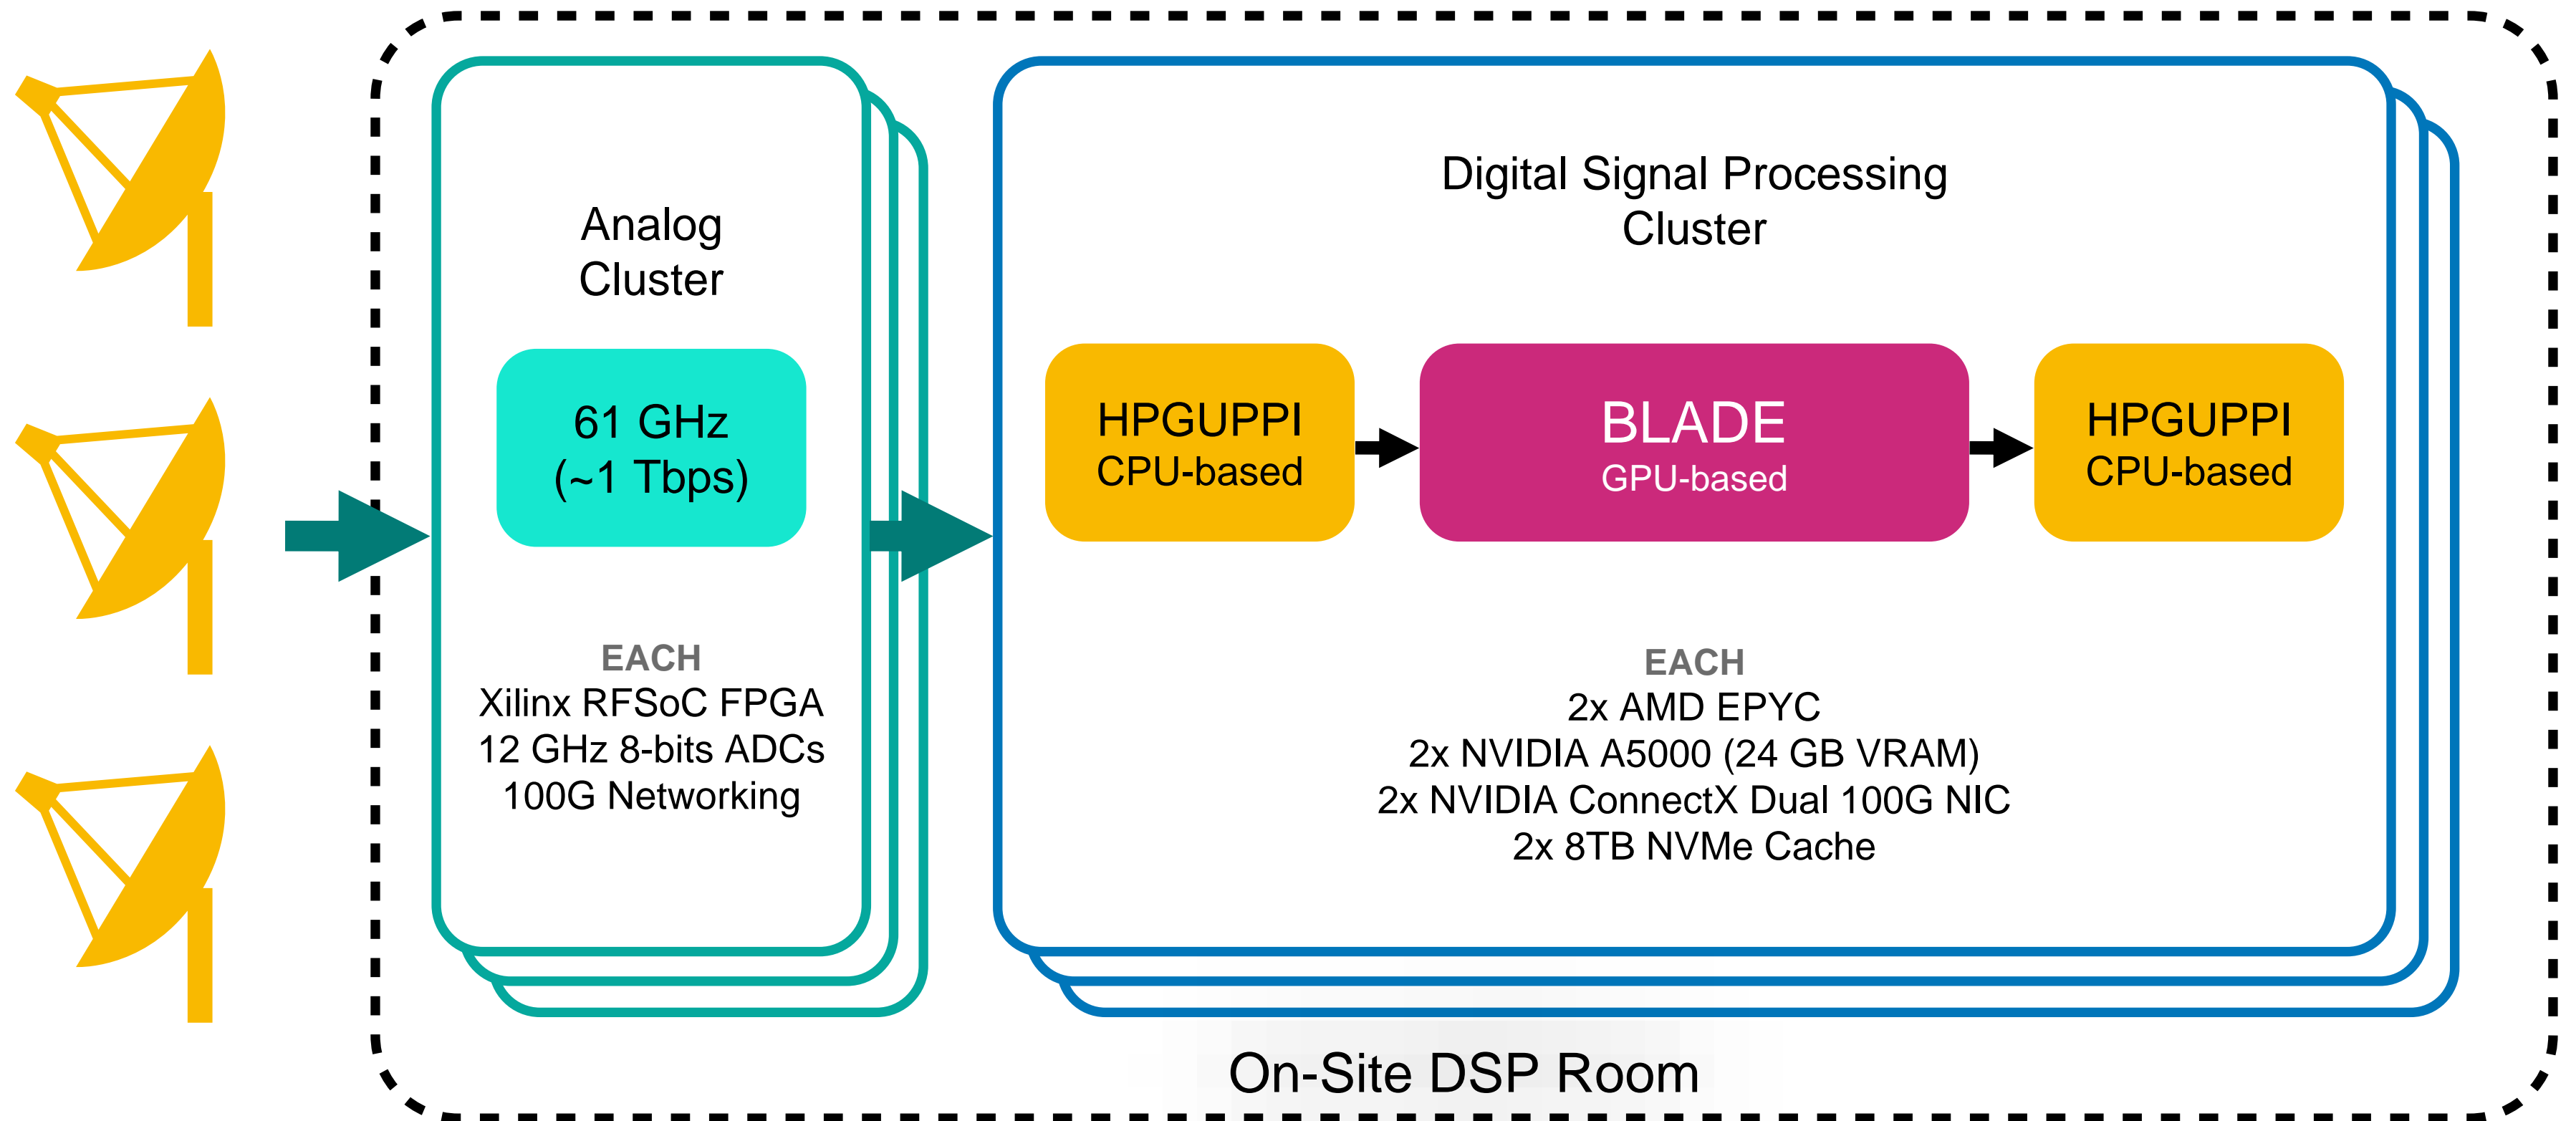 Analog
Cluster
61 GHz
(~1 Tbps)
EACH
Xilinx RFSoC FPGA
12 GHz 8-bits ADCs
100G Networking
Digital Signal Processing
Cluster
HPGUPPI
CPU-based
BLADE
GPU-based
HPGUPPI
CPU-based
EACH
2x AMD EPYC
2x NVIDIA A5000 (24 GB VRAM)
2x NVIDIA ConnectX Dual 100G NIC
2x 8TB NVMe Cache
On-Site DSP Room